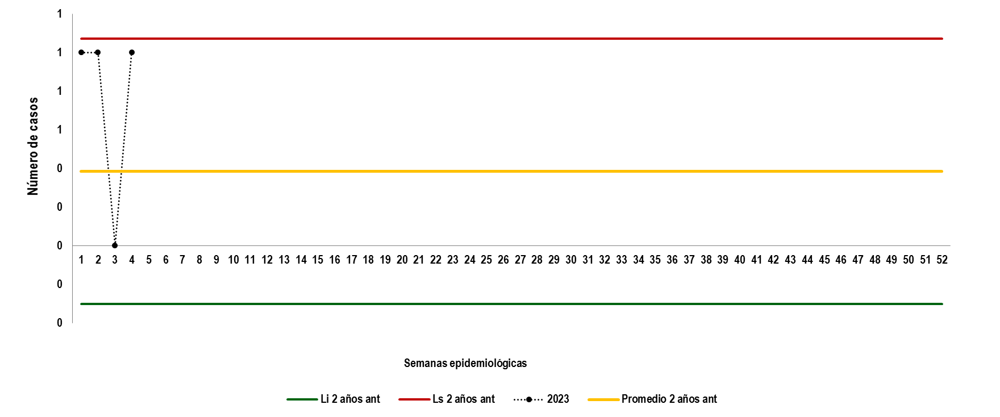 1
1
1
1
0
0
0
0
0
Número de casos
1 2 3 4 5 6 7 8 9 10 11 12 13 14 15 16 17 18 19 20 21 22 23 24 25 26 27 28 29 30 31 32 33 34 35 36 37 38 39 40 41 42 43 44 45 46 47 48 49 50 51 52
Semanas epidemiológicas
Li 2 años ant Ls 2 años ant 2023 Promedio 2 años ant